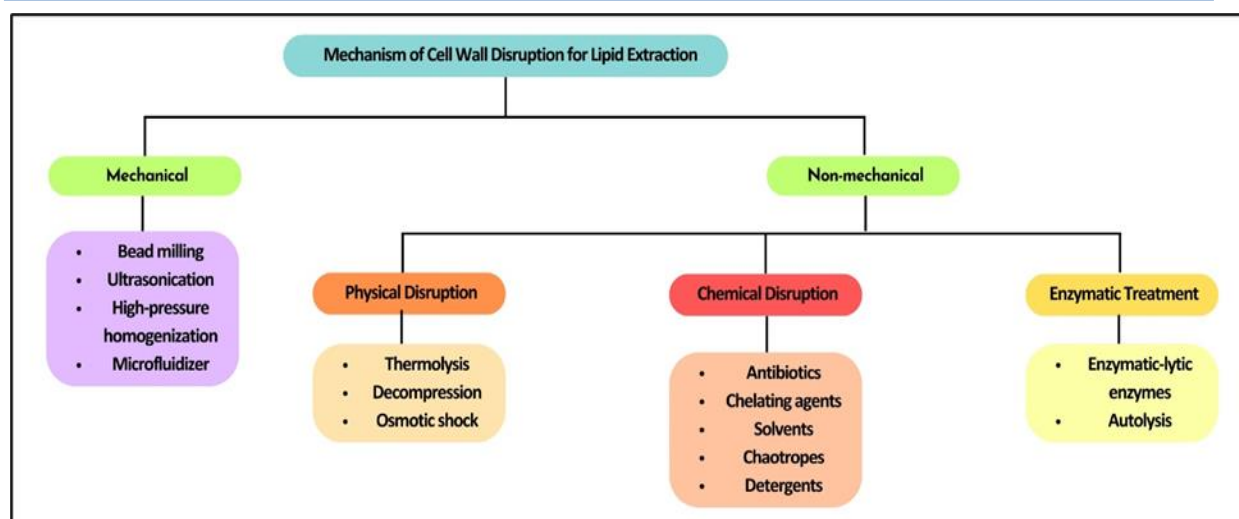 Mechanism of Cell Wall Disruption for Lipid Extraction
Mechanical
Non-mechanical
• Bead milling
• Ultrasonication
• High-pressure
homogenization
• Microfluidizer
Physical Disruption
Chemical Disruption
Enzymatic Treatment
• Thermolysis
• Decompression
• Osmotic shock
• Antibiotics
• Chelating agents
• Solvents
• Chaotropes
• Detergents
• Enzymatic-lytic
enzymes
• Autolysis